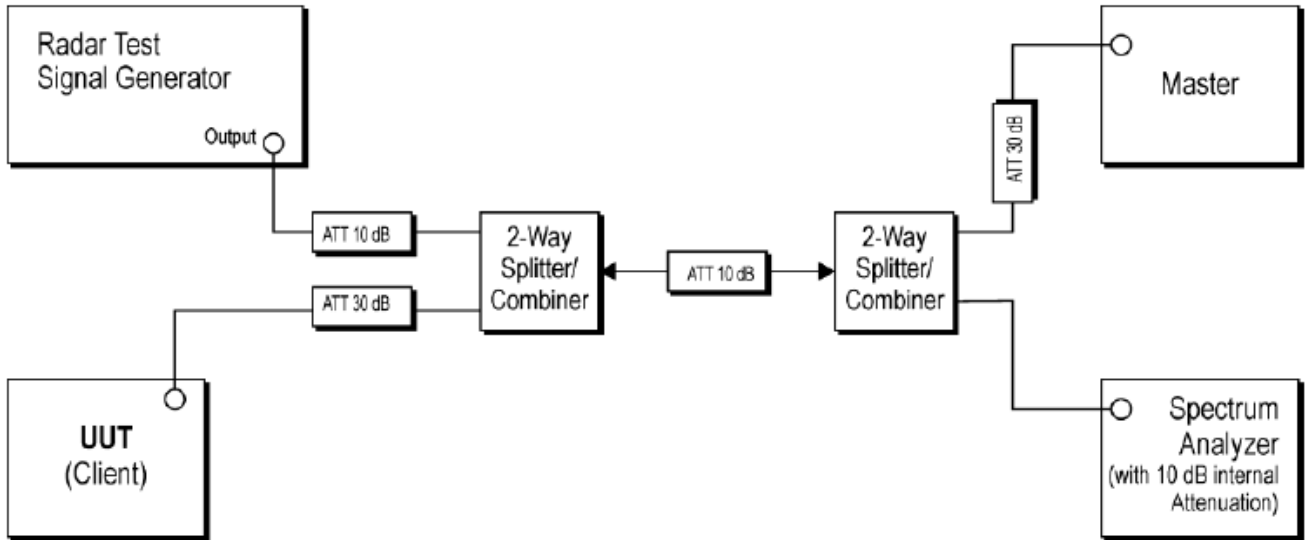 Radar Test
Signal Generator
Output
ATT 10 dB
ATT 30 dB
UUT
(Client)
2-Way
Splitter/
Combiner
ATT 10 dB
2-Way
Splitter/
Combiner
ATT 30 dB
Master
Spectrum
Analyzer
(with 10 dB internal
Attenuation)